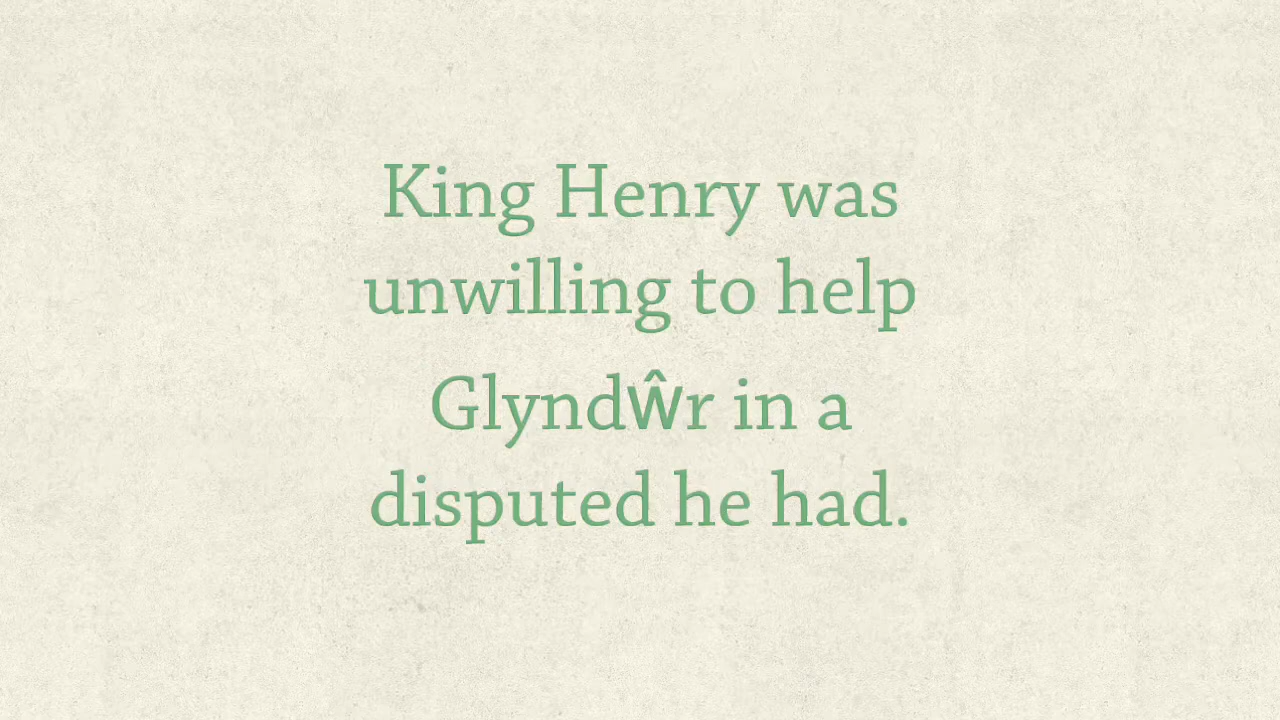 King Henry was
unwilling to help
Glyndŵr in a
disputed he had.